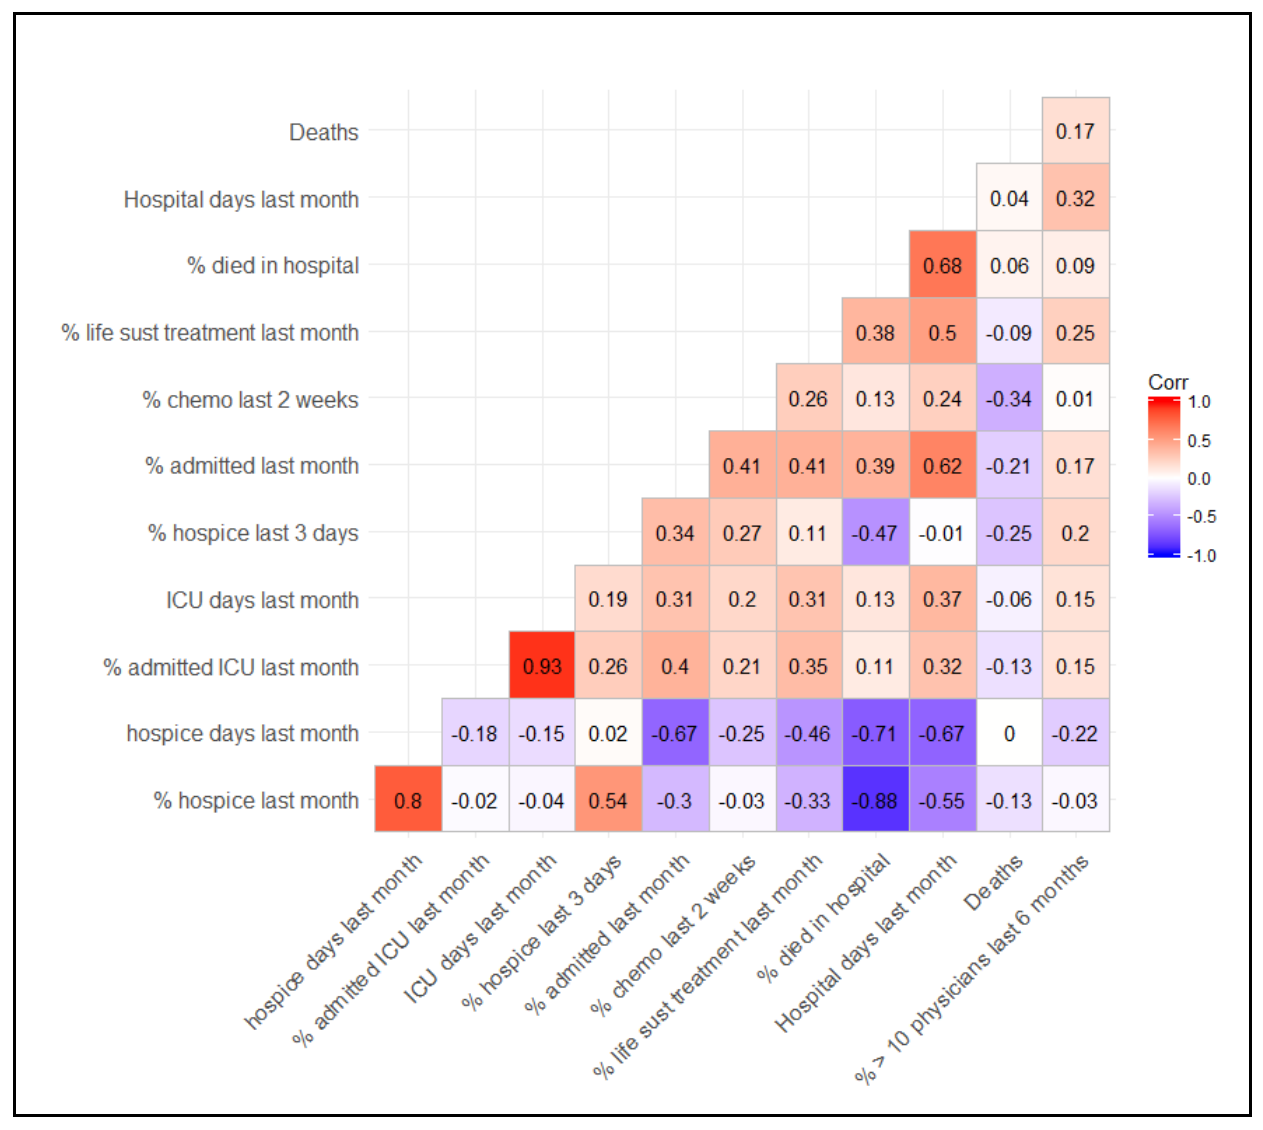 Deaths 0.17
Hospital days last month 0.04 0.32
% died in hospital 0.68 0.06 0.09
% life sust treatment last month 0.38 0.5 -0.09 0.25
% chemo last 2 weeks 0.26 0.13 0.24 -0.34 0.01
% admitted last month 0.41 0.41 0.39 0.62 -0.21 0.17
% hospice last 3 days 0.34 0.27 0.11 -0.47 -0.01 -0.25 0.2
ICU days last month 0.19 0.31 0.2 0.31 0.13 0.37 -0.06 0.15
% admitted ICU last month 0.93 0.26 0.4 0.21 0.35 0.11 0.32 -0.13 0.15
hospice days last month -0.18 -0.15 0.02 -0.67 -0.25 -0.46 -0.71 -0.67 0 -0.22
% hospice last month 0.8 -0.02 -0.04 0.54 -0.3 -0.03 -0.33 -0.88 -0.55 -0.13 -0.03
hospice days last month
% admitted ICU last month
ICU days last month
% hospice last 3 days
% admitted last month
% chemo last 2 weeks
% life sust treatment last month
% died in hospital
Hospital days last month
Deaths
% > 10 physicians last 6 months
Corr
1.0
0.5
0.0
-0.5
-1.0